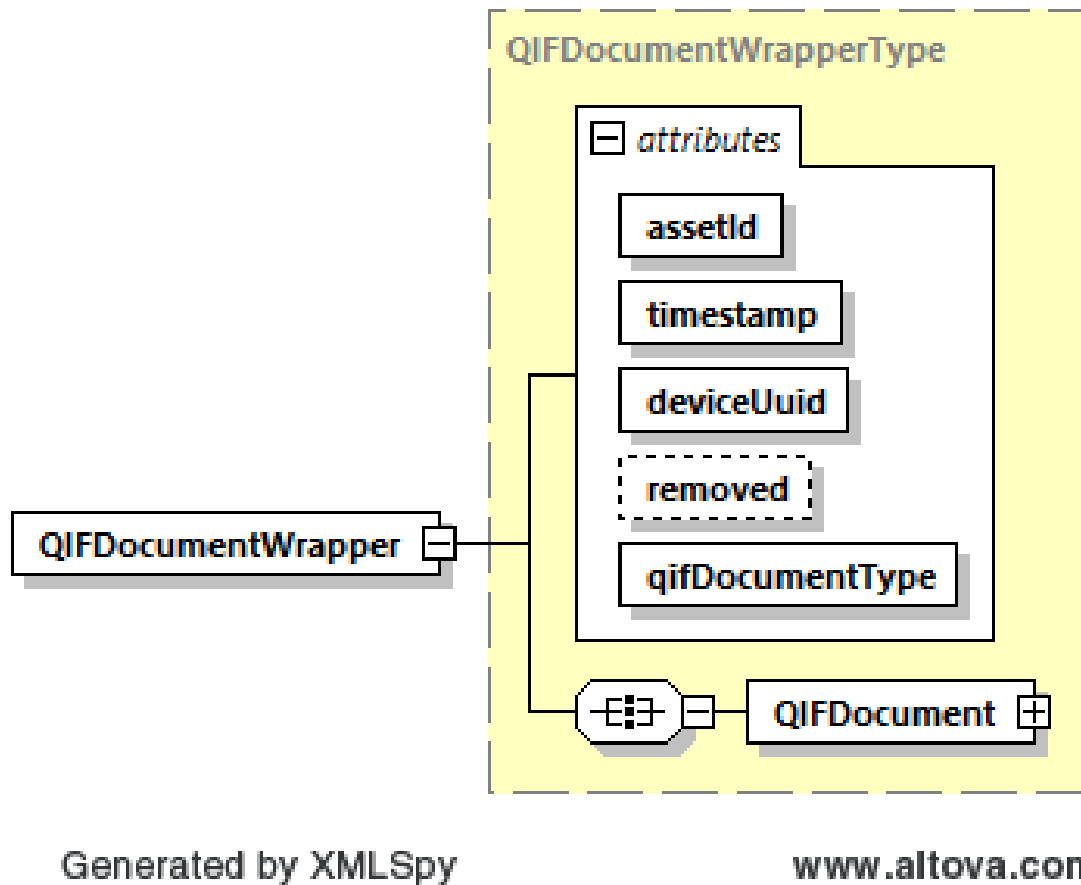 QIFDocumentWrapperType
attributes
assetId
timestamp
deviceUuid
removed
QIFDocumentWrapper
qifDocumentType
QIFDocument
Generated by XMLSpy
www.altova.com